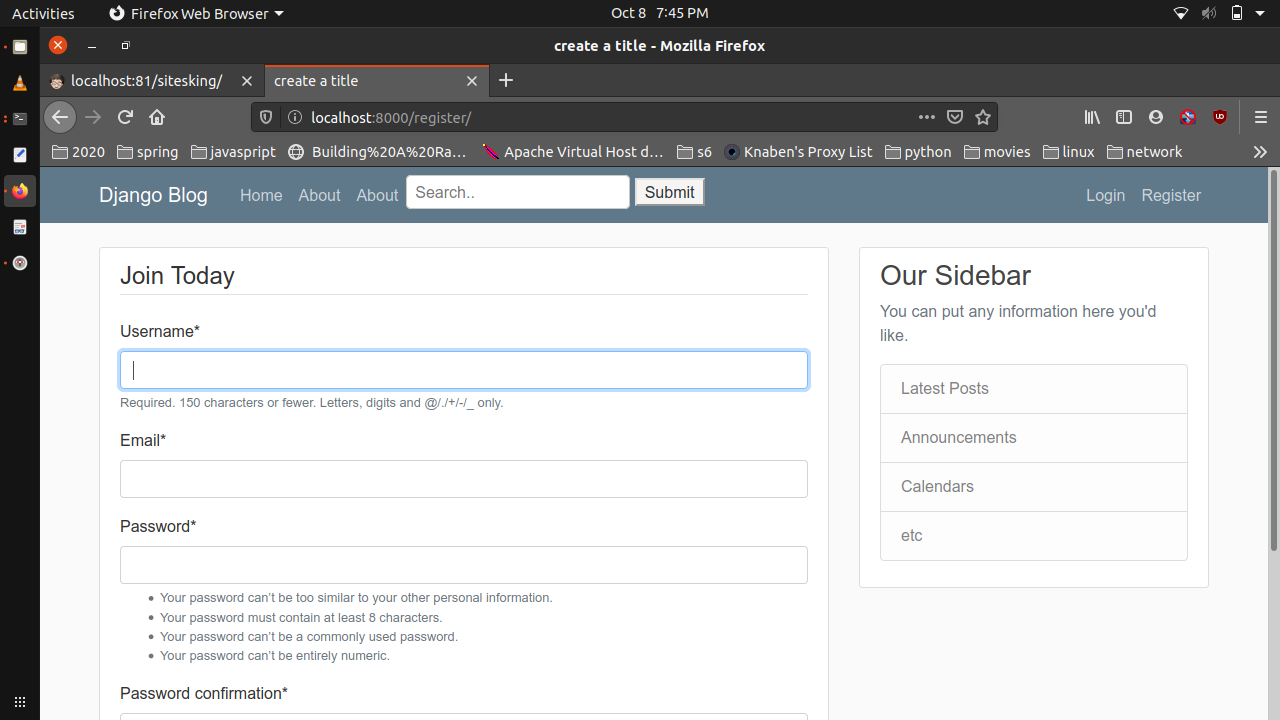 Activities Firefox Web Browser Oct 8 7:45 PM
create a title - Mozilla Firefox
localhost:81/sitesking/ create a title
localhost:8000/register/
2020 spring javascript Building%20A%20Ra… Apache Virtual Host d… s6 Knaben's Proxy List python movies linux network
Django Blog Home About About Search.. Submit Login Register
Join Today
Username*
Required. 150 characters or fewer. Letters, digits and @/./+/-/_ only.
Email*
Password*
Your password can't be too similar to your other personal information.
Your password must contain at least 8 characters.
Your password can't be a commonly used password.
Your password can't be entirely numeric.
Password confirmation*
Our Sidebar
You can put any information here you'd
like.
Latest Posts
Announcements
Calendars
etc